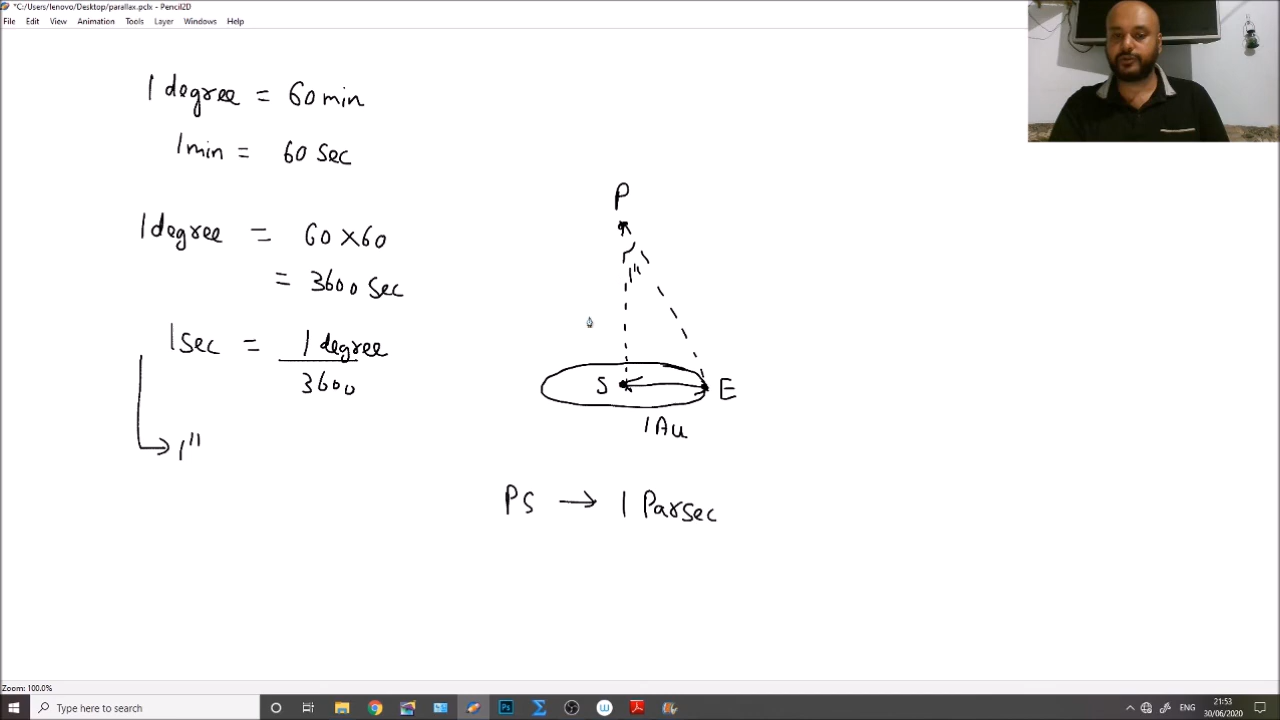 *C:/Users/lenovo/Desktop/parallax.pclx - Pencil2D
File Edit View Animation Tools Layer Windows Help
1 degree = 60 min
1 min = 60 Sec
1 degree = 60 × 60
= 3600 Sec
1 Sec = 1 degree
3600
1"
P
1"
S E
1 Au
PS → 1 Parsec
Zoom: 100.0%
Type here to search
ENG
21:53
30/06/2020